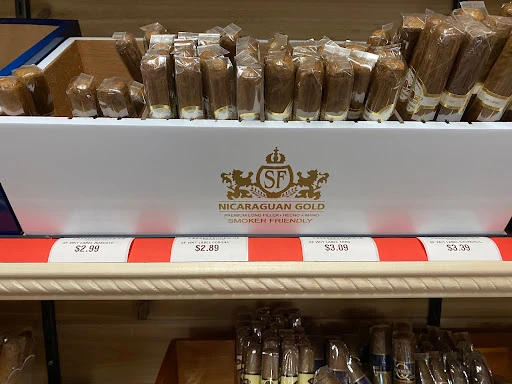 SF
NICARAGUAN GOLD
PREMIUM LONG FILLER • HECHO A MANO
SMOKER FRIENDLY
$2.99
$2.89
$3.09
$3.39